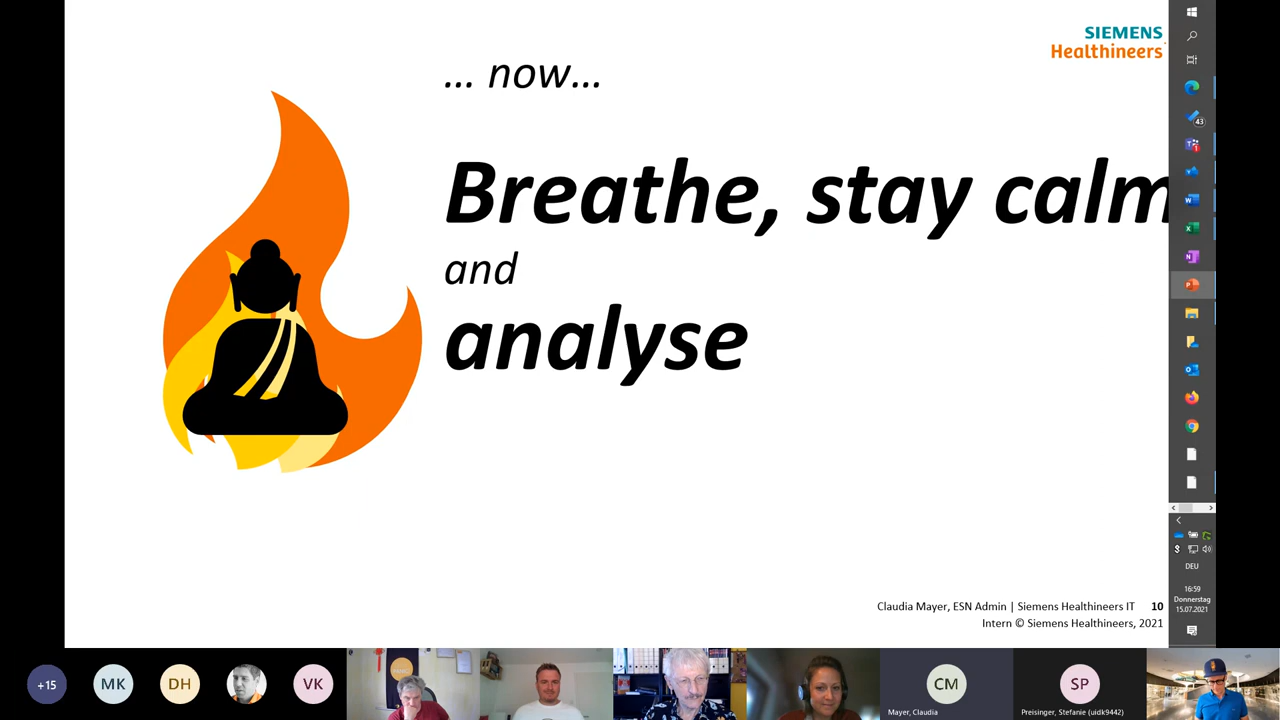 SIEMENS
Healthineers
... now...
Breathe, stay calm
and
analyse
Claudia Mayer, ESN Admin | Siemens Healthineers IT 10
Intern © Siemens Healthineers, 2021
43
1
DEU
16:59
Donnerstag
15.07.2021
+15
MK
DH
VK
CM
Mayer, Claudia
SP
Preisinger, Stefanie (uidk9442)